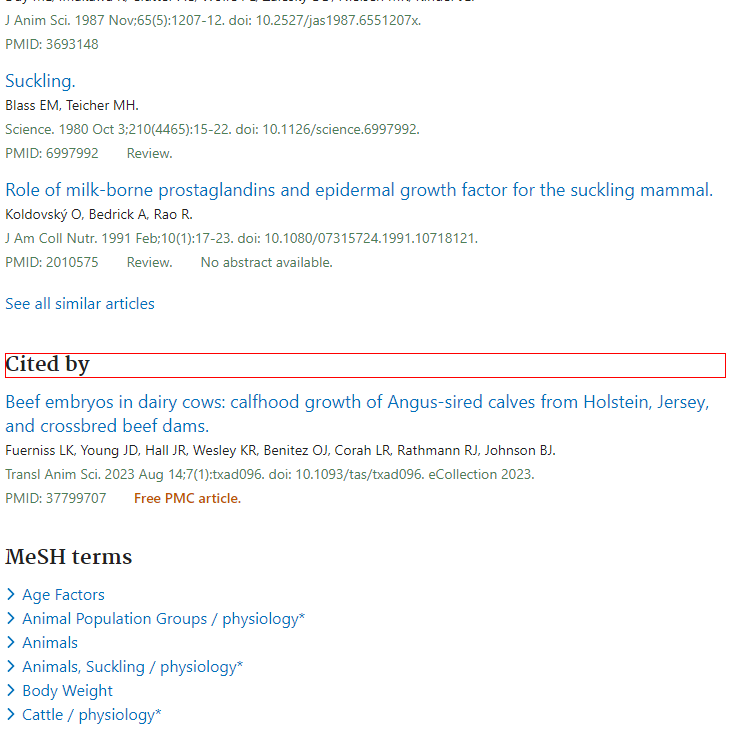 J Anim Sci. 1987 Nov;65(5):1207-12. doi: 10.2527/jas1987.6551207x.
PMID: 3693148
Suckling.
Blass EM, Teicher MH.
Science. 1980 Oct 3;210(4465):15-22. doi: 10.1126/science.6997992.
PMID: 6997992 Review.
Role of milk-borne prostaglandins and epidermal growth factor for the suckling mammal.
Koldovský O, Bedrick A, Rao R.
J Am Coll Nutr. 1991 Feb;10(1):17-23. doi: 10.1080/07315724.1991.10718121.
PMID: 2010575 Review. No abstract available.
See all similar articles
Cited by
Beef embryos in dairy cows: calfhood growth of Angus-sired calves from Holstein, Jersey,
and crossbred beef dams.
Fuerniss LK, Young JD, Hall JR, Wesley KR, Benitez OJ, Corah LR, Rathmann RJ, Johnson BJ.
Transl Anim Sci. 2023 Aug 14;7(1):txad096. doi: 10.1093/tas/txad096. eCollection 2023.
PMID: 37799707 Free PMC article.
MeSH terms
Age Factors
Animal Population Groups / physiology*
Animals
Animals, Suckling / physiology*
Body Weight
Cattle / physiology*